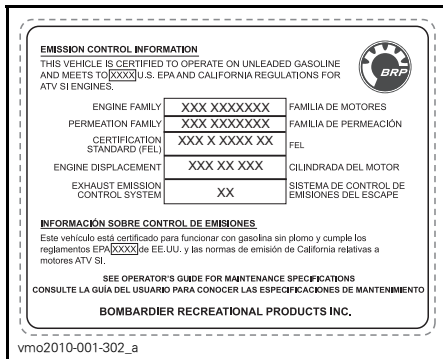 EMISSION CONTROL INFORMATION
THIS VEHICLE IS CERTIFIED TO OPERATE ON UNLEADED GASOLINE
AND MEETS TO XXXX U.S. EPA AND CALIFORNIA REGULATIONS FOR
ATV SI ENGINES.
BRP
ENGINE FAMILY XXX XXXXXXX FAMILIA DE MOTORES
PERMEATION FAMILY XXX XXXXXXX FAMILIA DE PERMEACIÓN
CERTIFICATION
STANDARD (FEL) XXX X XXXX XX FEL
ENGINE DISPLACEMENT XXX XX XXX CILINDRADA DEL MOTOR
EXHAUST EMISSION
CONTROL SYSTEM XX SISTEMA DE CONTROL DE
EMISIONES DEL ESCAPE
INFORMACIÓN SOBRE CONTROL DE EMISIONES
Este vehículo está certificado para funcionar con gasolina sin plomo y cumple los
reglamentos EPA XXXX de EE.UU. y las normas de emisión de California relativas a
motores ATV SI.
SEE OPERATOR'S GUIDE FOR MAINTENANCE SPECIFICATIONS
CONSULTE LA GUÍA DEL USUARIO PARA CONOCER LAS ESPECIFICACIONES DE MANTENIMIENTO
BOMBARDIER RECREATIONAL PRODUCTS INC.
vmo2010-001-302_a